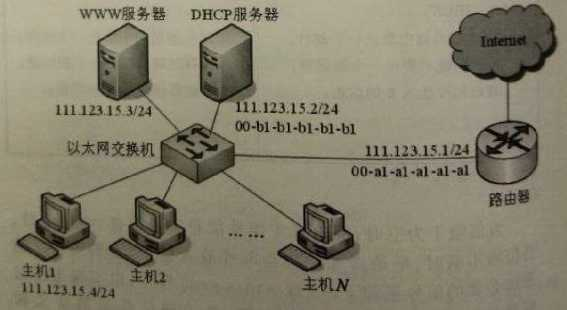 WWW服务器
DHCP服务器
Internet
111.123.15.3/24
111.123.15.2/24
00-b1-b1-b1-b1-b1
以太网交换机
111.123.15.1/24
00-a1-a1-a1-a1-a1
路由器
... ...
主机1
主机2
主机N
111.123.15.4/24